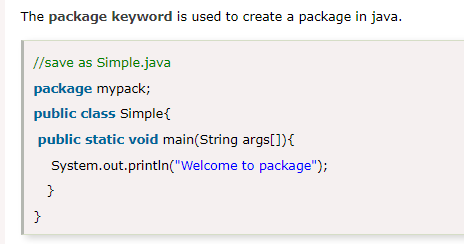 The package keyword is used to create a package in java.
//save as Simple.java
package mypack;
public class Simple{
public static void main(String args[]){
System.out.println("Welcome to package");
}
}